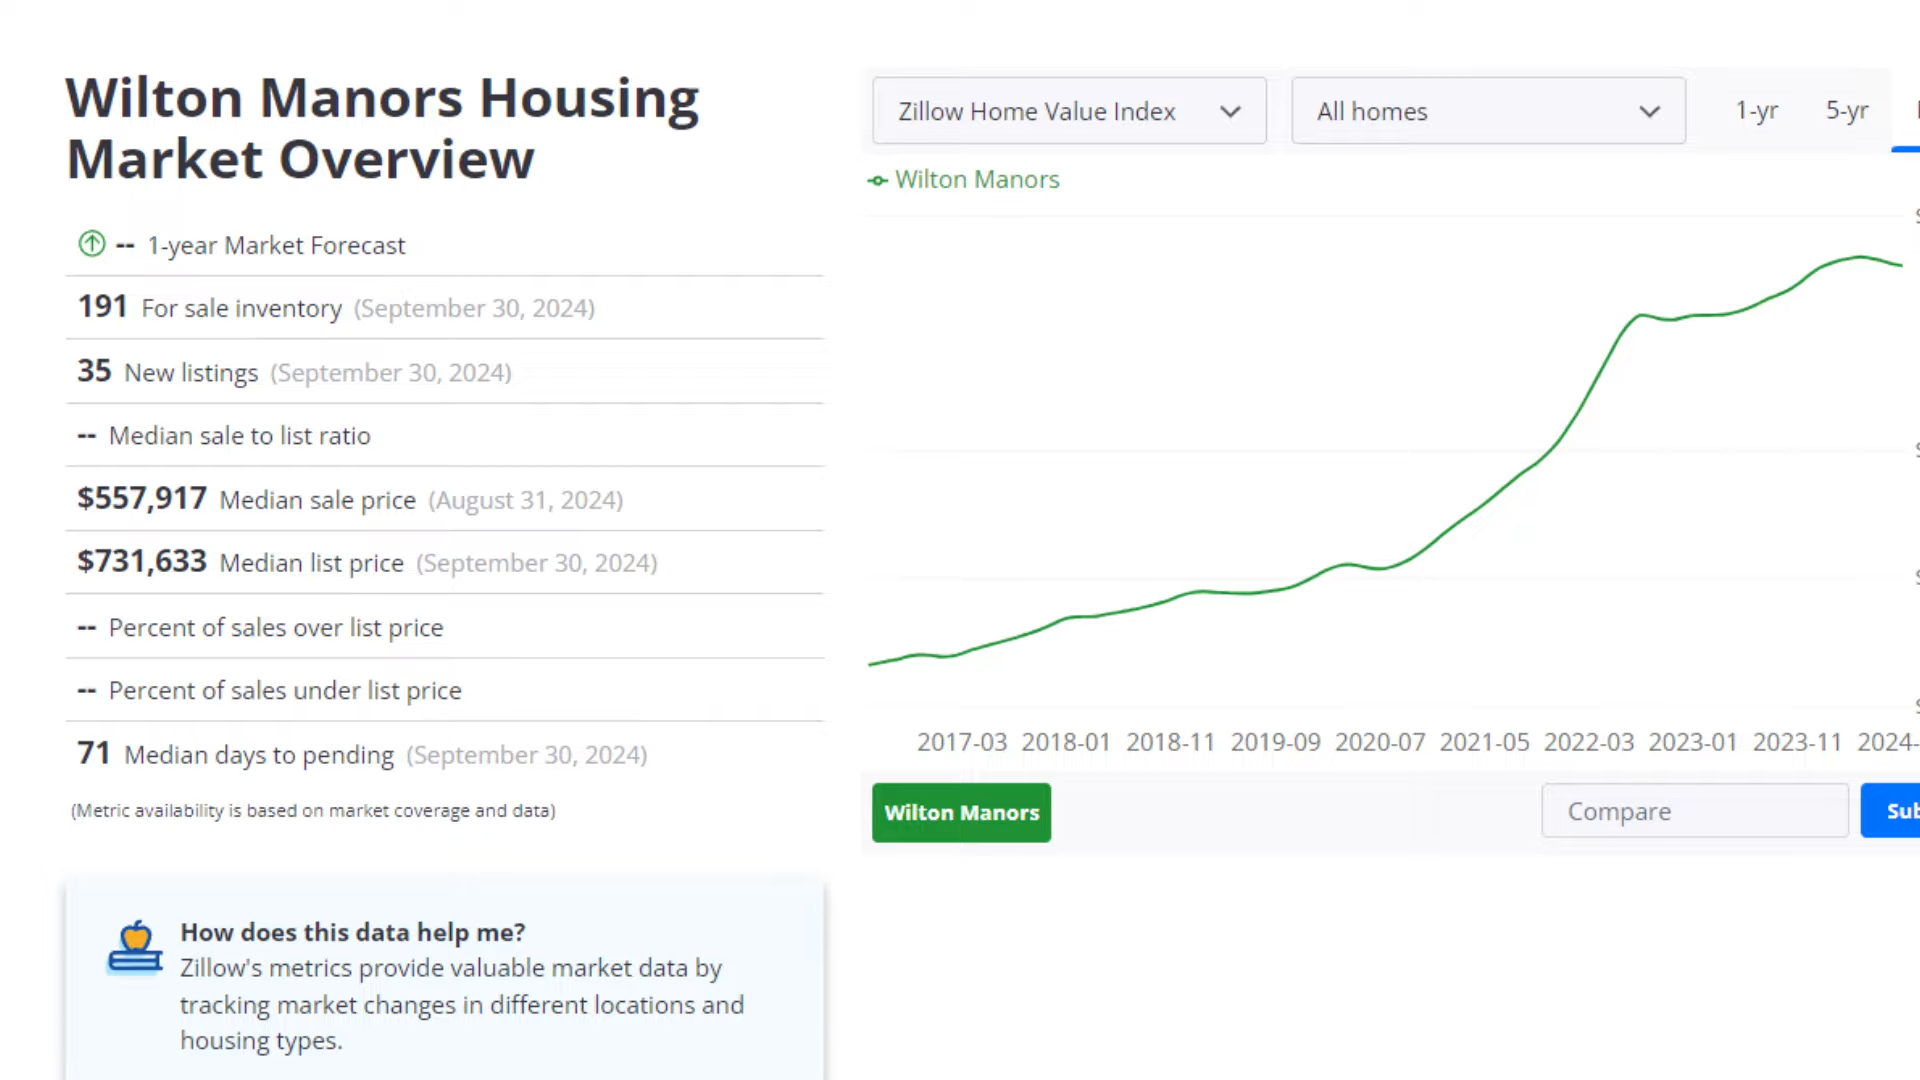 Wilton Manors Housing
Market Overview
-- 1-year Market Forecast
191 For sale inventory (September 30, 2024)
35 New listings (September 30, 2024)
-- Median sale to list ratio
$557,917 Median sale price (August 31, 2024)
$731,633 Median list price (September 30, 2024)
-- Percent of sales over list price
-- Percent of sales under list price
71 Median days to pending (September 30, 2024)
(Metric availability is based on market coverage and data)
How does this data help me?
Zillow's metrics provide valuable market data by
tracking market changes in different locations and
housing types.
Zillow Home Value Index All homes 1-yr 5-yr
Wilton Manors
2017-03 2018-01 2018-11 2019-09 2020-07 2021-05 2022-03 2023-01 2023-11 2024-
Wilton Manors Compare Sub